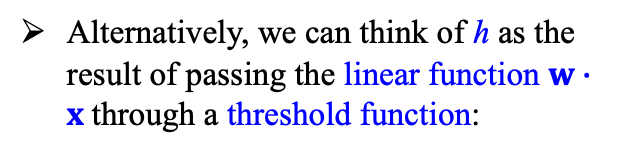 ➢ Alternatively, we can think of h as the
result of passing the linear function w ·
x through a threshold function: